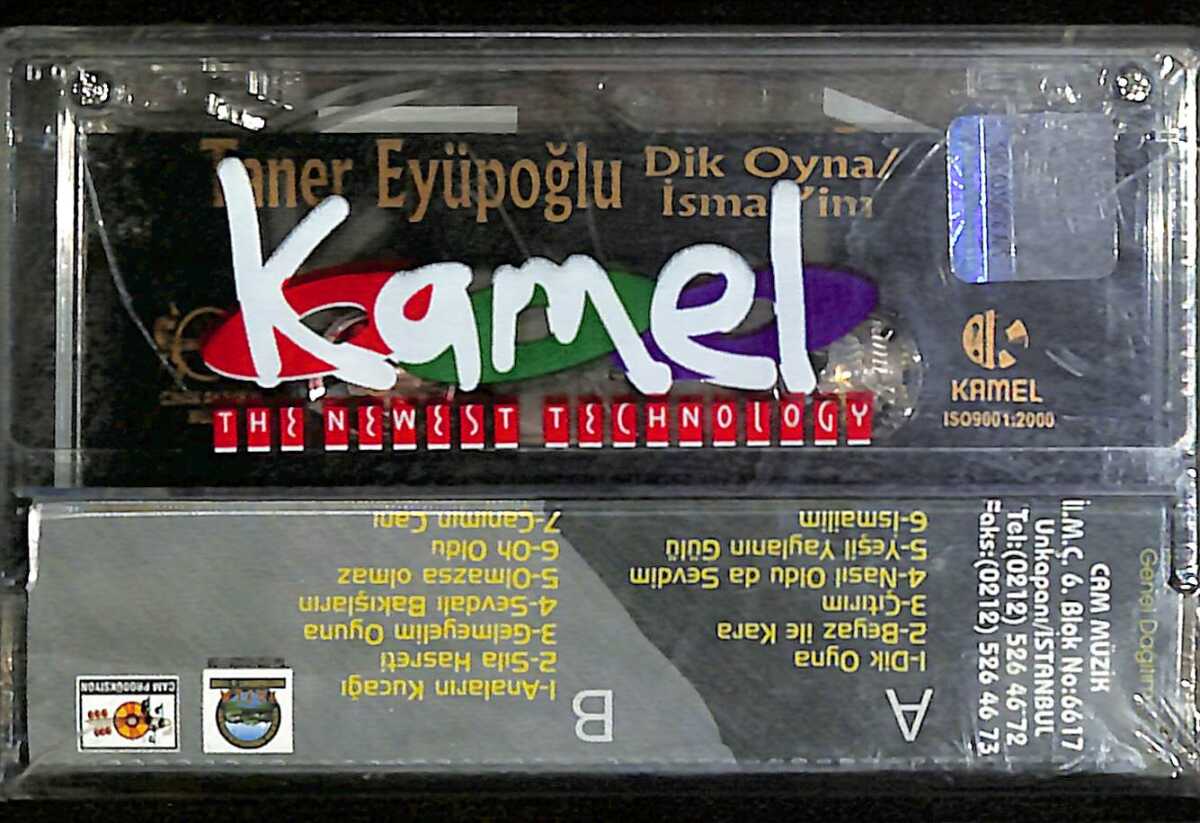 Taner Eyüpoğlu
Dik Oyna/
Kamel
THE NEWEST TECHNOLOGY
KAMEL
ISO9001:2000
A
1-Dik Oyna
2-Beyaz ile Kara
3-Çıtırım
4-Nasıl Oldu da Sevdim
5-Yeşil Yaylanın Gülü
6-İsmailim
B
1-Anaların Kucağı
2-Sıla Hasreti
3-Gelmeyelim Oyuna
4-Sevdalı Bakışların
5-Olmazsa olmaz
6-Oh Oldu
7-Canımın Canı
CAM PRODÜKSİYON
Genel Dağıtım
CAM MÜZİK
İ.M.Ç. 6. Blok No:6617
Unkapanı/İSTANBUL
Tel:(0212) 526 46 72
Faks:(0212) 526 46 73